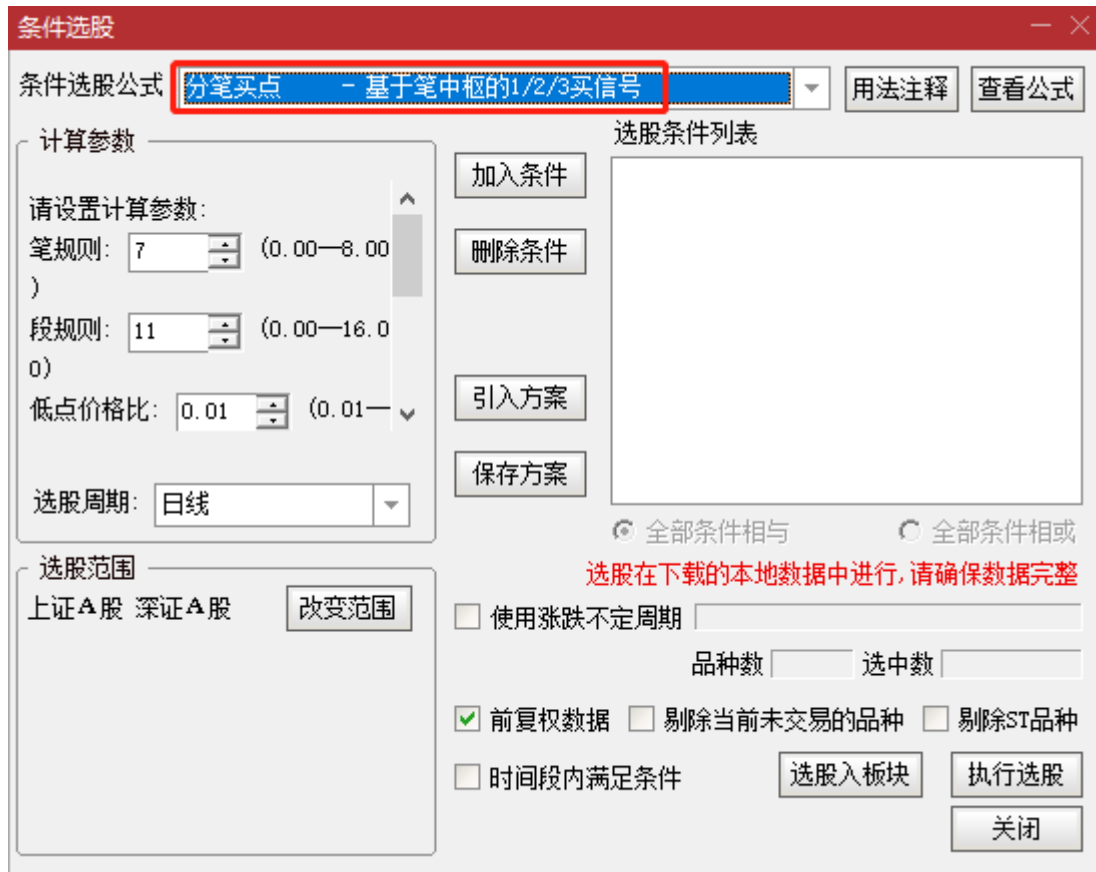 条件选股
条件选股公式 分笔买点 - 基于笔中枢的1/2/3买信号 用法注释 查看公式
计算参数
选股条件列表
加入条件
请设置计算参数:
笔规则: 7 (0.00—8.00
)
删除条件
段规则: 11 (0.00—16.0
0)
低点价格比: 0.01 (0.01—
引入方案
保存方案
选股周期: 日线
全部条件相与 全部条件相或
选股范围
选股在下载的本地数据中进行,请确保数据完整
上证A股 深证A股 改变范围
使用涨跌不定周期
品种数 选中数
前复权数据 剔除当前未交易的品种 剔除ST品种
时间段内满足条件 选股入板块 执行选股
关闭